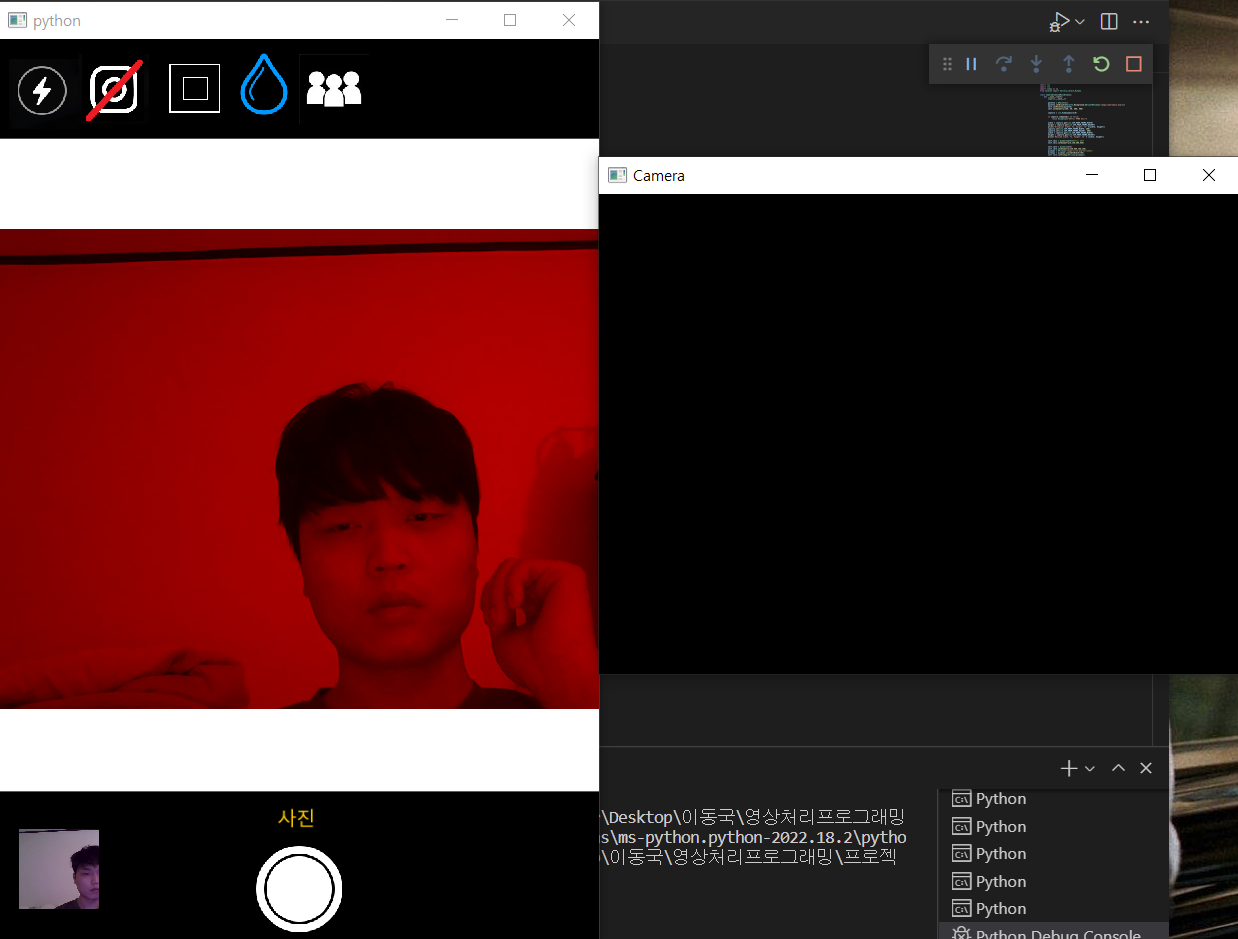 python
Camera
사진
\Desktop\이동국\영상처리프로그래밍
s\ms-python.python-2022.18.2\pytho
\이동국\영상처리프로그래밍\프로젝
Python
Python
Python
Python
Python
Python Debug Console